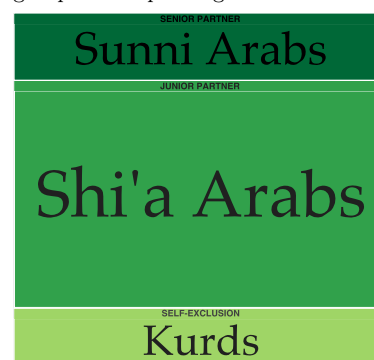 SENIOR PARTNER
Sunni Arabs
JUNIOR PARTNER
Shi'a Arabs
SELF-EXCLUSION
Kurds